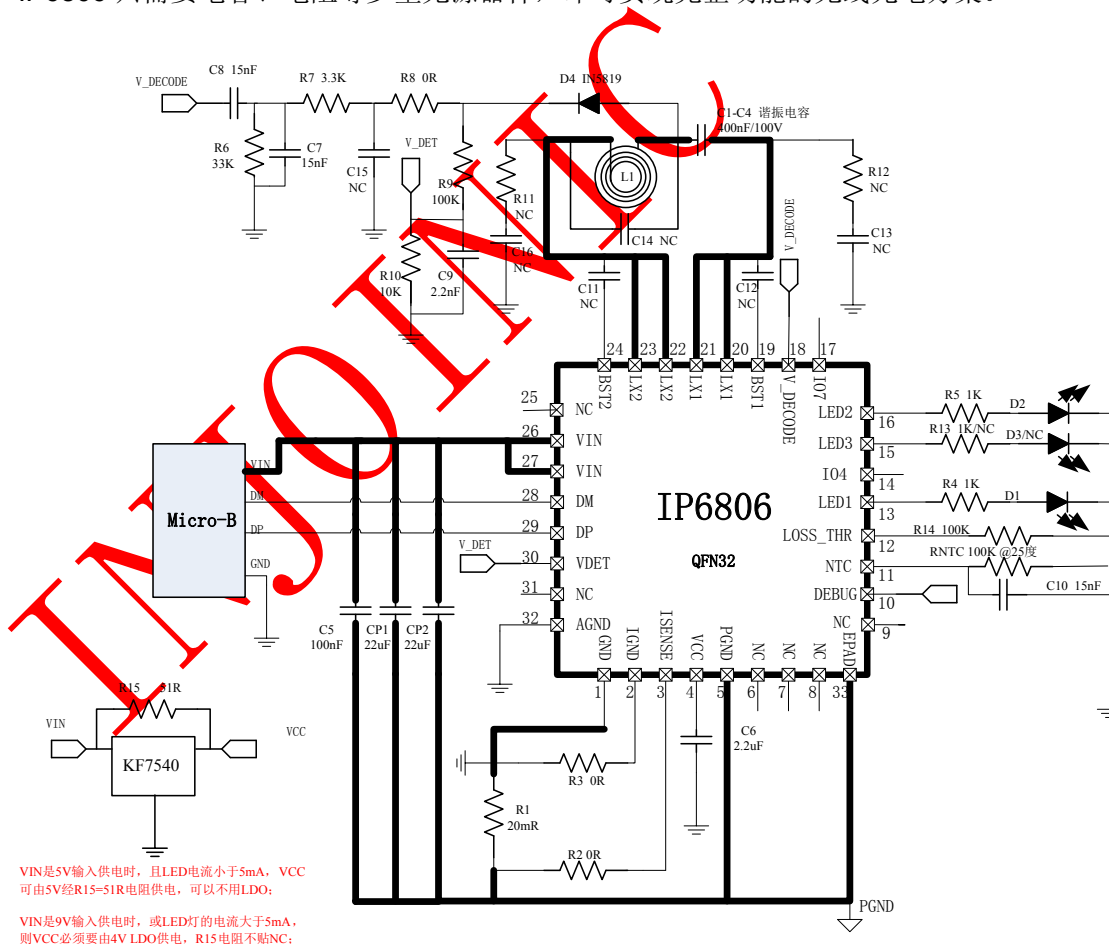 C8 15nF
R7 3.3K
R8 0R
D4 IN5819
V_DECODE
C1-C4 谐振电容
400nF/100V
R6
33K
C7
15nF
C15
NC
V_DET
R9
100K
R11
NC
L1
R12
NC
C16
NC
C14 NC
V_DECODE
C13
NC
R10
10K
C9
2.2nF
C11
NC
C12
NC
24 23 22 21 20 19 18 17
BST2 LX2 LX2 LX1 LX1 BST1 V_DECODE IO7
25 NC
26 VIN
27 VIN
28 DM
29 DP
30 VDET
31 NC
32 AGND
IP6806
QFN32
LED2 16
LED3 15
IO4 14
LED1 13
LOSS_THR 12
NTC 11
DEBUG 10
NC 9
R5 1K D2
R13 1K/NC D3/NC
R4 1K D1
R14 100K
RNTC 100K @25度
C10 15nF
Micro-B
VIN
DM
DP
GND
V_DET
GND IGND ISENSE VCC PGND NC NC NC EPAD
1 2 3 4 5 6 7 8 33
C5
100nF
CP1
22uF
CP2
22uF
C6
2.2uF
R3 0R
R1
20mR
R2 0R
PGND
R15 51R
VIN
VCC
KF7540
VIN是5V输入供电时，且LED电流小于5mA，VCC
可由5V经R15=51R电阻供电，可以不用LDO；
VIN是9V输入供电时，或LED灯的电流大于5mA，
则VCC必须要由4V LDO供电，R15电阻不贴NC；
INJOINIC